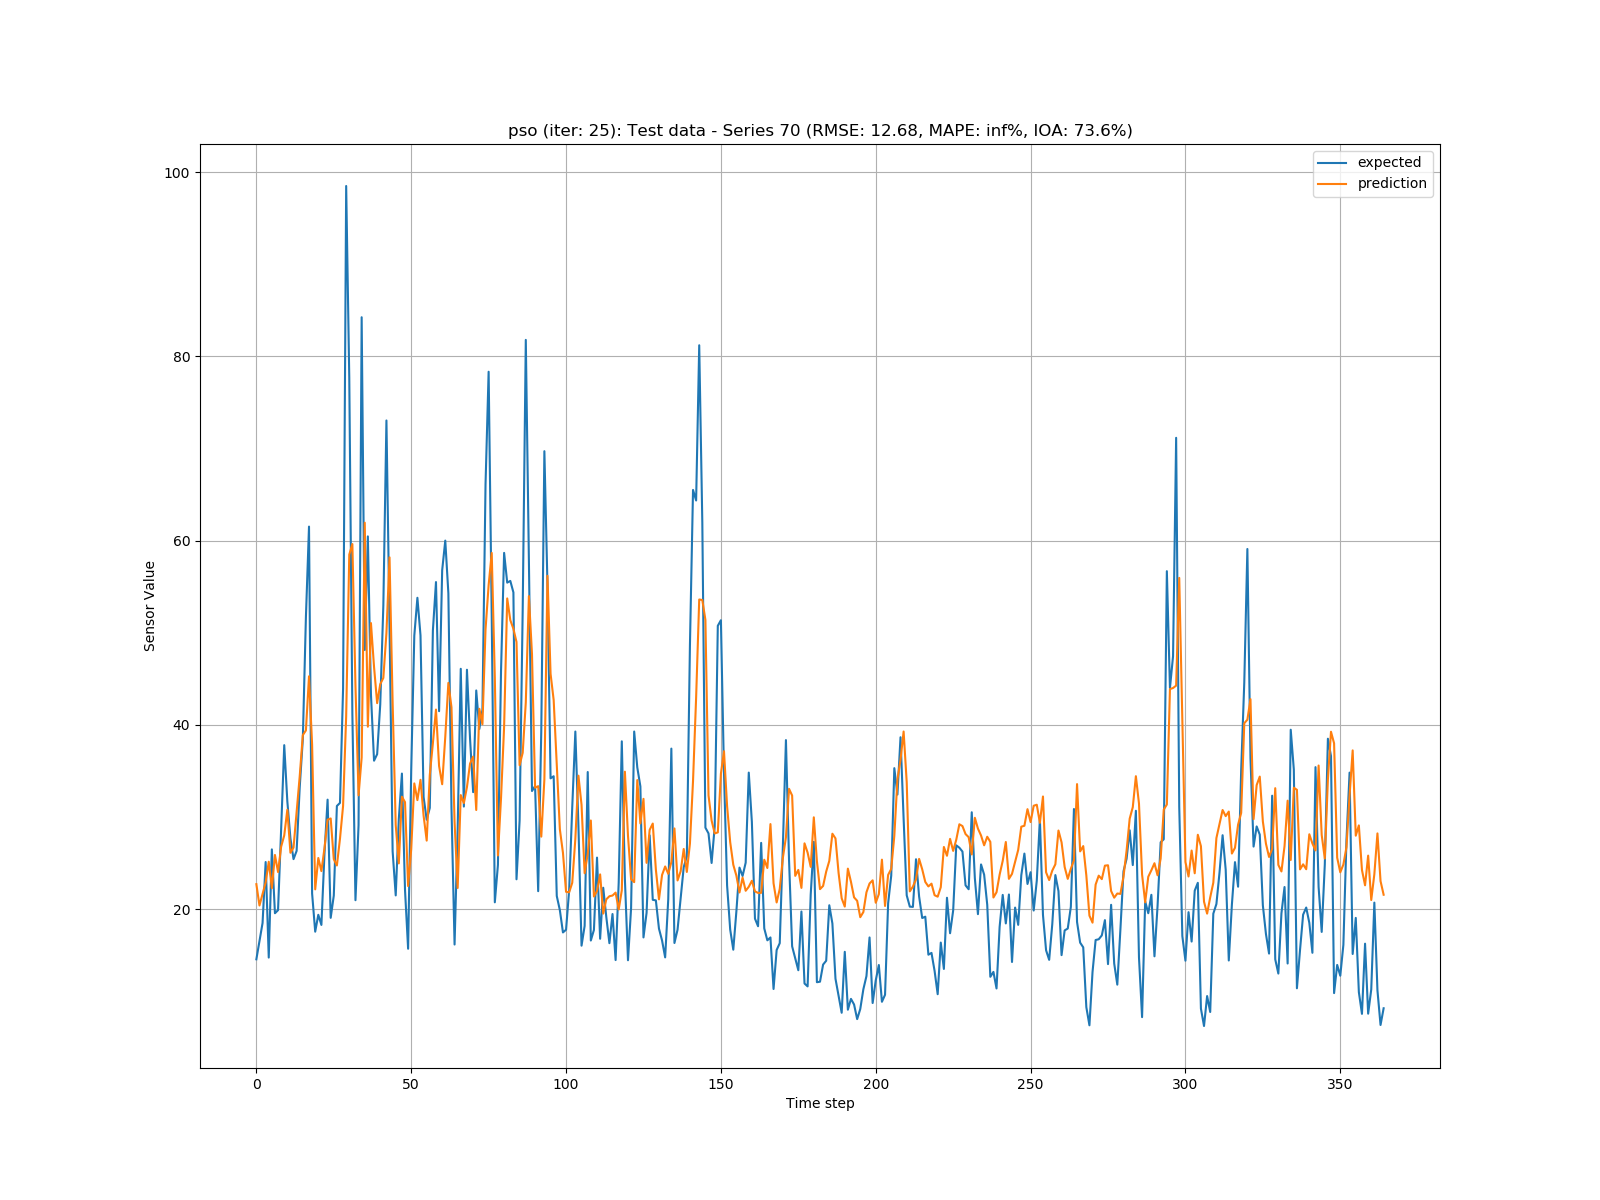 pso (iter: 25): Test data - Series 70 (RMSE: 12.68, MAPE: inf%, IOA: 73.6%)
expected
prediction
100
80
60
40
20
Sensor Value
0 50 100 150 200 250 300 350
Time step